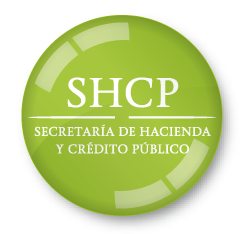 SHCP
SECRETARÍA DE HACIENDA
Y CRÉDITO PÚBLICO